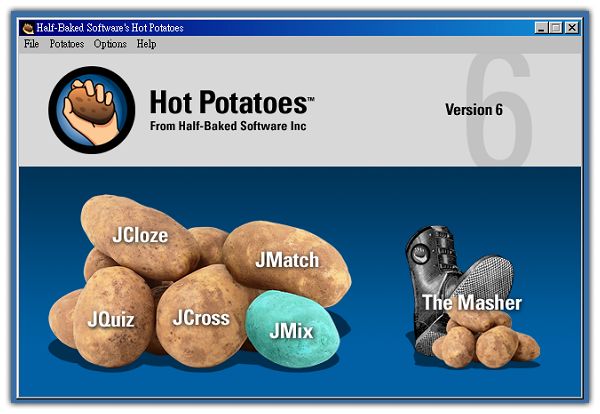 Half-Baked Software's Hot Potatoes
File Potatoes Options Help
Hot Potatoes™
From Half-Baked Software Inc
6
Version 6
JCloze
JMatch
JQuiz
JCross
JMix
The Masher